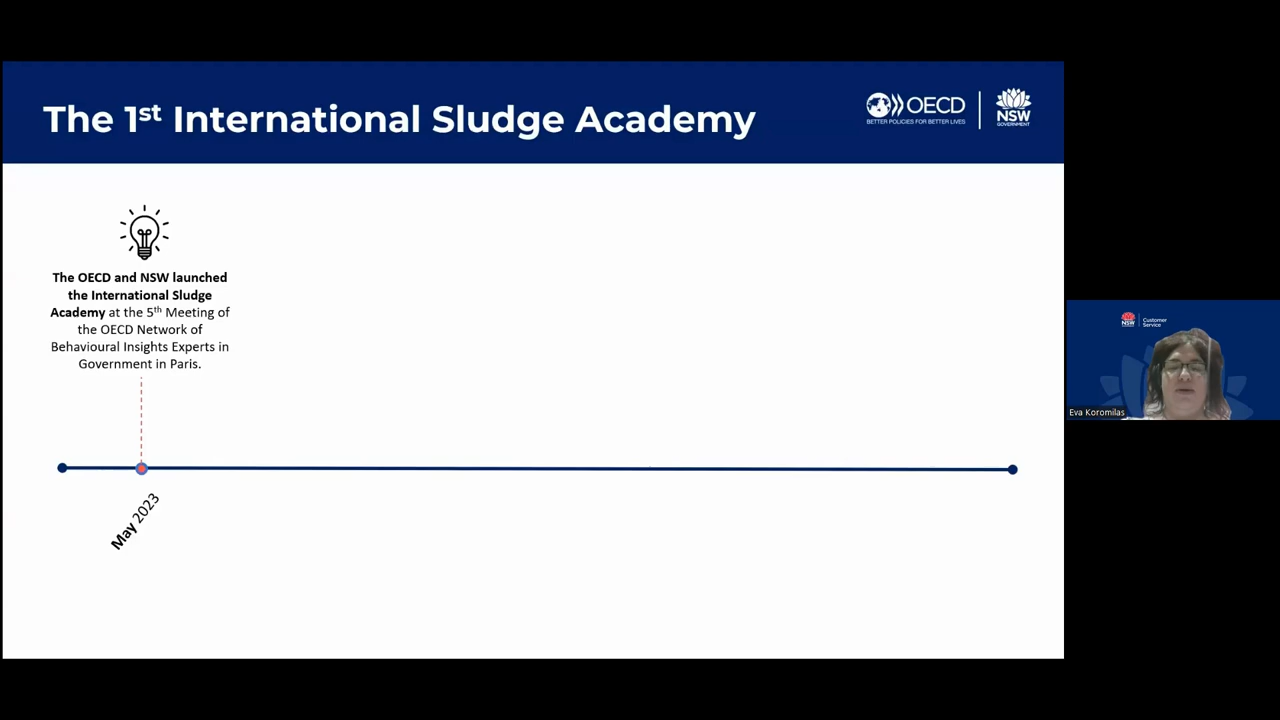 The 1st International Sludge Academy
OECD
BETTER POLICIES FOR BETTER LIVES
NSW
GOVERNMENT
The OECD and NSW launched
the International Sludge
Academy at the 5th Meeting of
the OECD Network of
Behavioural Insights Experts in
Government in Paris.
May 2023
NSW
Customer
Service
Eva Koromilas